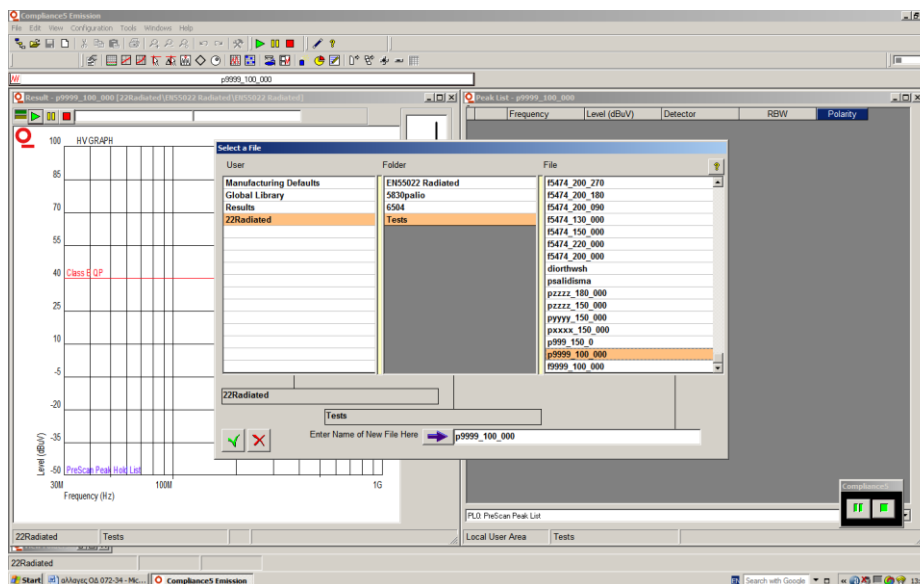 Compliance5 Emission
File Edit View Configuration Tools Windows Help
p9999_100_000
Result - p9999_100_000 [22Radiated\EN55022 Radiated\EN55022 Radiated]
Peak List - p9999_100_000
Frequency Level (dBuV) Detector RBW Polarity
HV GRAPH
100
85
70
55
40
25
10
-5
-20
-35
-50
Class B QP
PreScan Peak Hold List
Level (dBuV)
30M 100M 1G
Frequency (Hz)
Select a File
User Folder File
Manufacturing Defaults
Global Library
Results
22Radiated
EN55022 Radiated
5830palio
6504
Tests
f5474_200_270
f5474_200_180
f5474_200_090
f5474_130_000
f5474_150_000
f5474_220_000
f5474_200_000
diorthwsh
psalidisma
pzzzz_180_000
pzzzz_150_000
pyyyy_150_000
pxxxx_150_000
p999_150_0
p9999_100_000
f9999_100_000
22Radiated
Tests
Enter Name of New File Here
p9999_100_000
Compliance5
PL0: PreScan Peak List
22Radiated Tests
Local User Area Tests
22Radiated
Start αλλαγες ΟΔ 072-34 - Mic... Compliance5 Emission
Search with Google